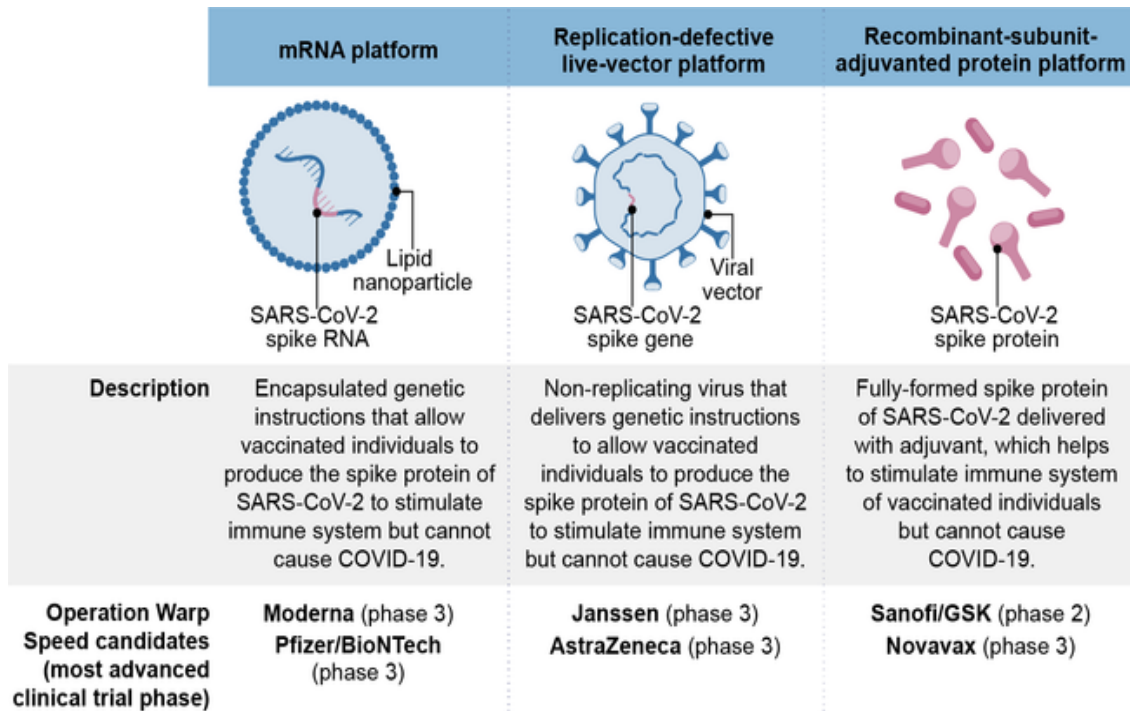 mRNA platform
Replication-defective
live-vector platform
Recombinant-subunit-
adjuvanted protein platform
Lipid
nanoparticle
SARS-CoV-2
spike RNA
Viral
vector
SARS-CoV-2
spike gene
SARS-CoV-2
spike protein
Description
Encapsulated genetic
instructions that allow
vaccinated individuals to
produce the spike protein of
SARS-CoV-2 to stimulate
immune system but cannot
cause COVID-19.
Non-replicating virus that
delivers genetic instructions
to allow vaccinated
individuals to produce the
spike protein of SARS-CoV-2
to stimulate immune system
but cannot cause COVID-19.
Fully-formed spike protein
of SARS-CoV-2 delivered
with adjuvant, which helps
to stimulate immune system
of vaccinated individuals
but cannot cause
COVID-19.
Operation Warp
Speed candidates
(most advanced
clinical trial phase)
Moderna (phase 3)
Pfizer/BioNTech
(phase 3)
Janssen (phase 3)
AstraZeneca (phase 3)
Sanofi/GSK (phase 2)
Novavax (phase 3)